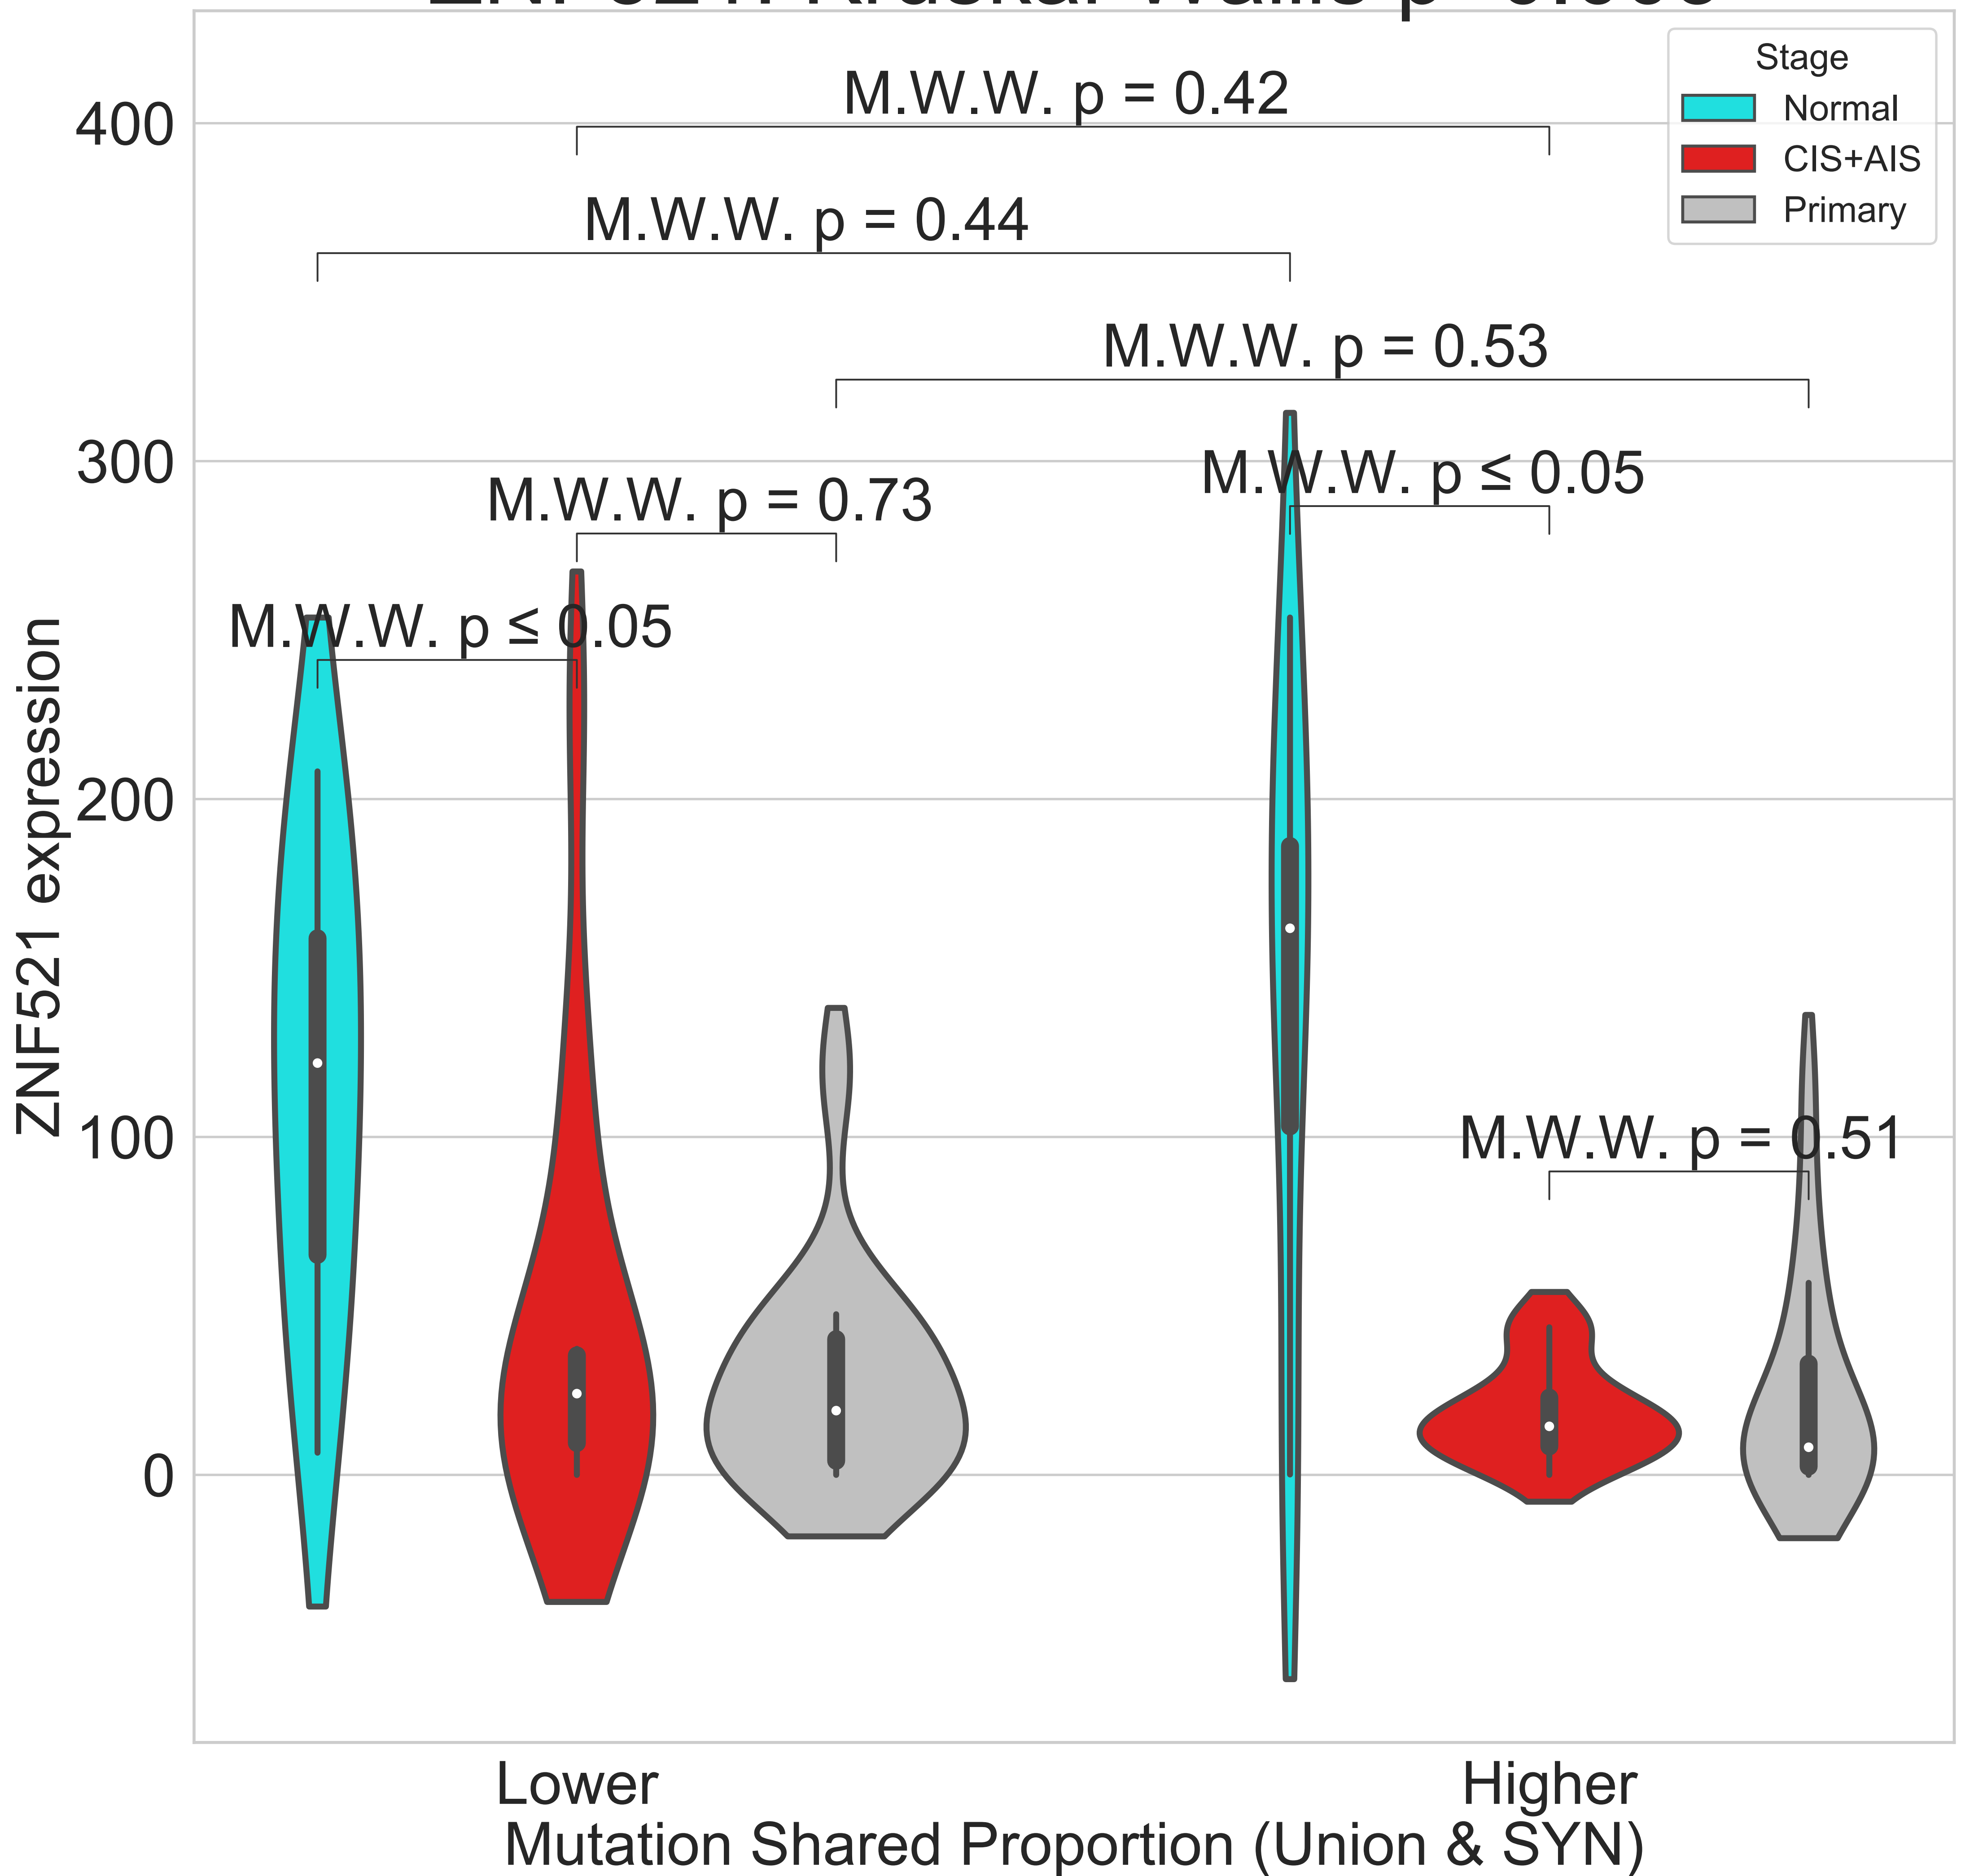 Stage
Normal
CIS+AIS
Primary
M.W.W. p = 0.42
M.W.W. p = 0.44
M.W.W. p = 0.53
M.W.W. p ≤ 0.05
M.W.W. p = 0.73
M.W.W. p ≤ 0.05
M.W.W. p = 0.51
400
300
200
100
0
ZNF521 expression
Lower
Higher
Mutation Shared Proportion (Union & SYN)